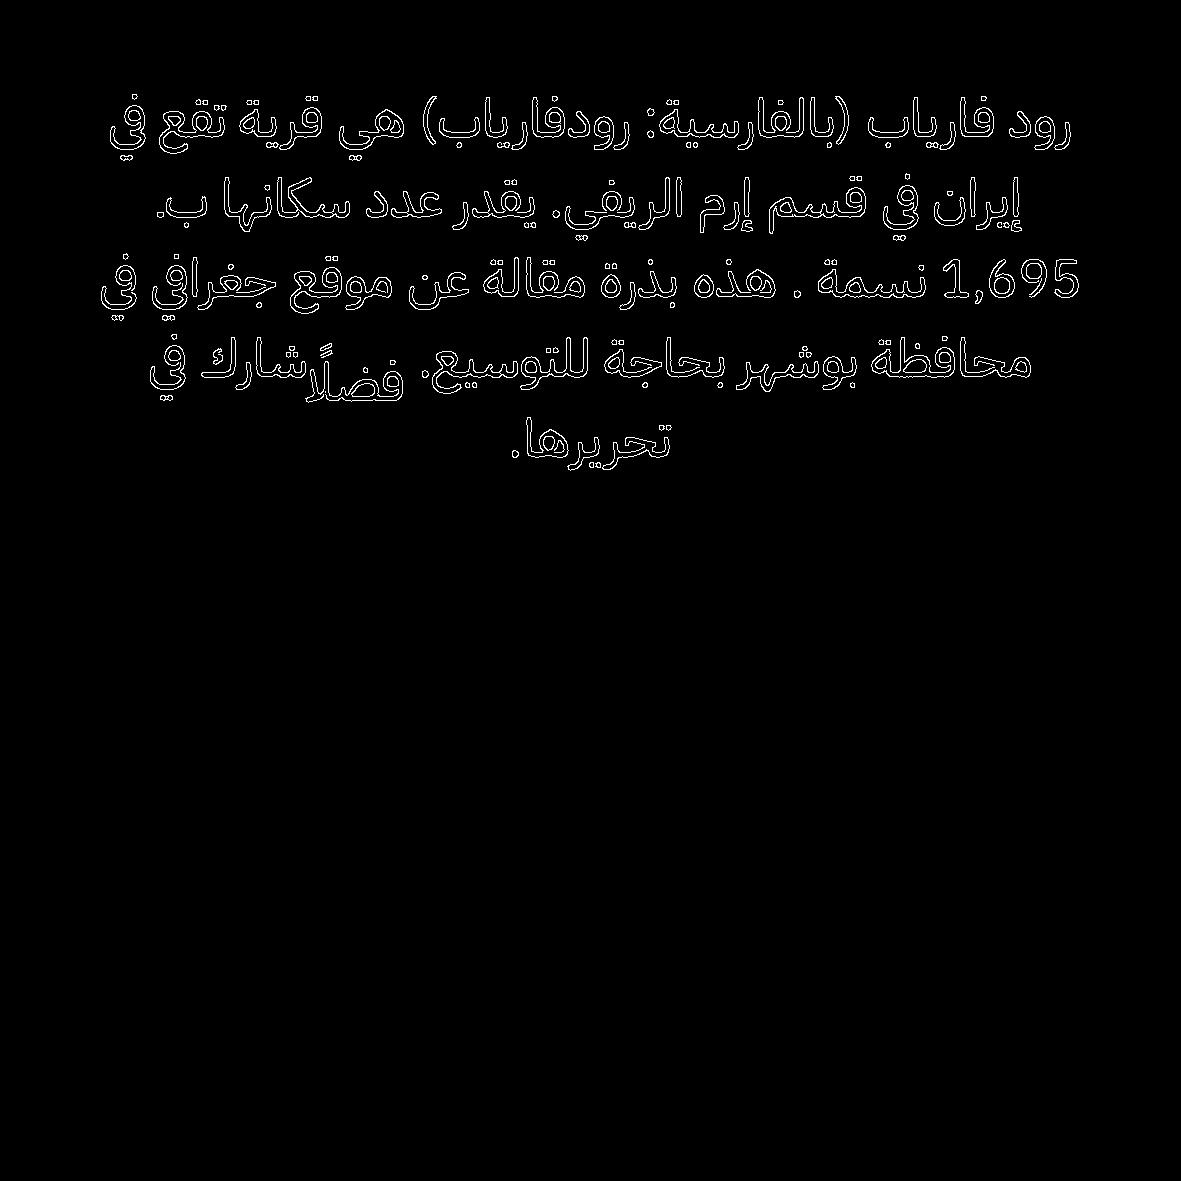 رود فارياب (بالفارسية: رودفارياب) هي قرية تقع في
إيران في قسم إرم الريفي. يقدر عدد سكانها ب.
1,695 نسمة . هذه بذرة مقالة عن موقع جغرافي في
محافظة بوشهر بحاجة للتوسيع. فضلًا شارك في
تحريرها.